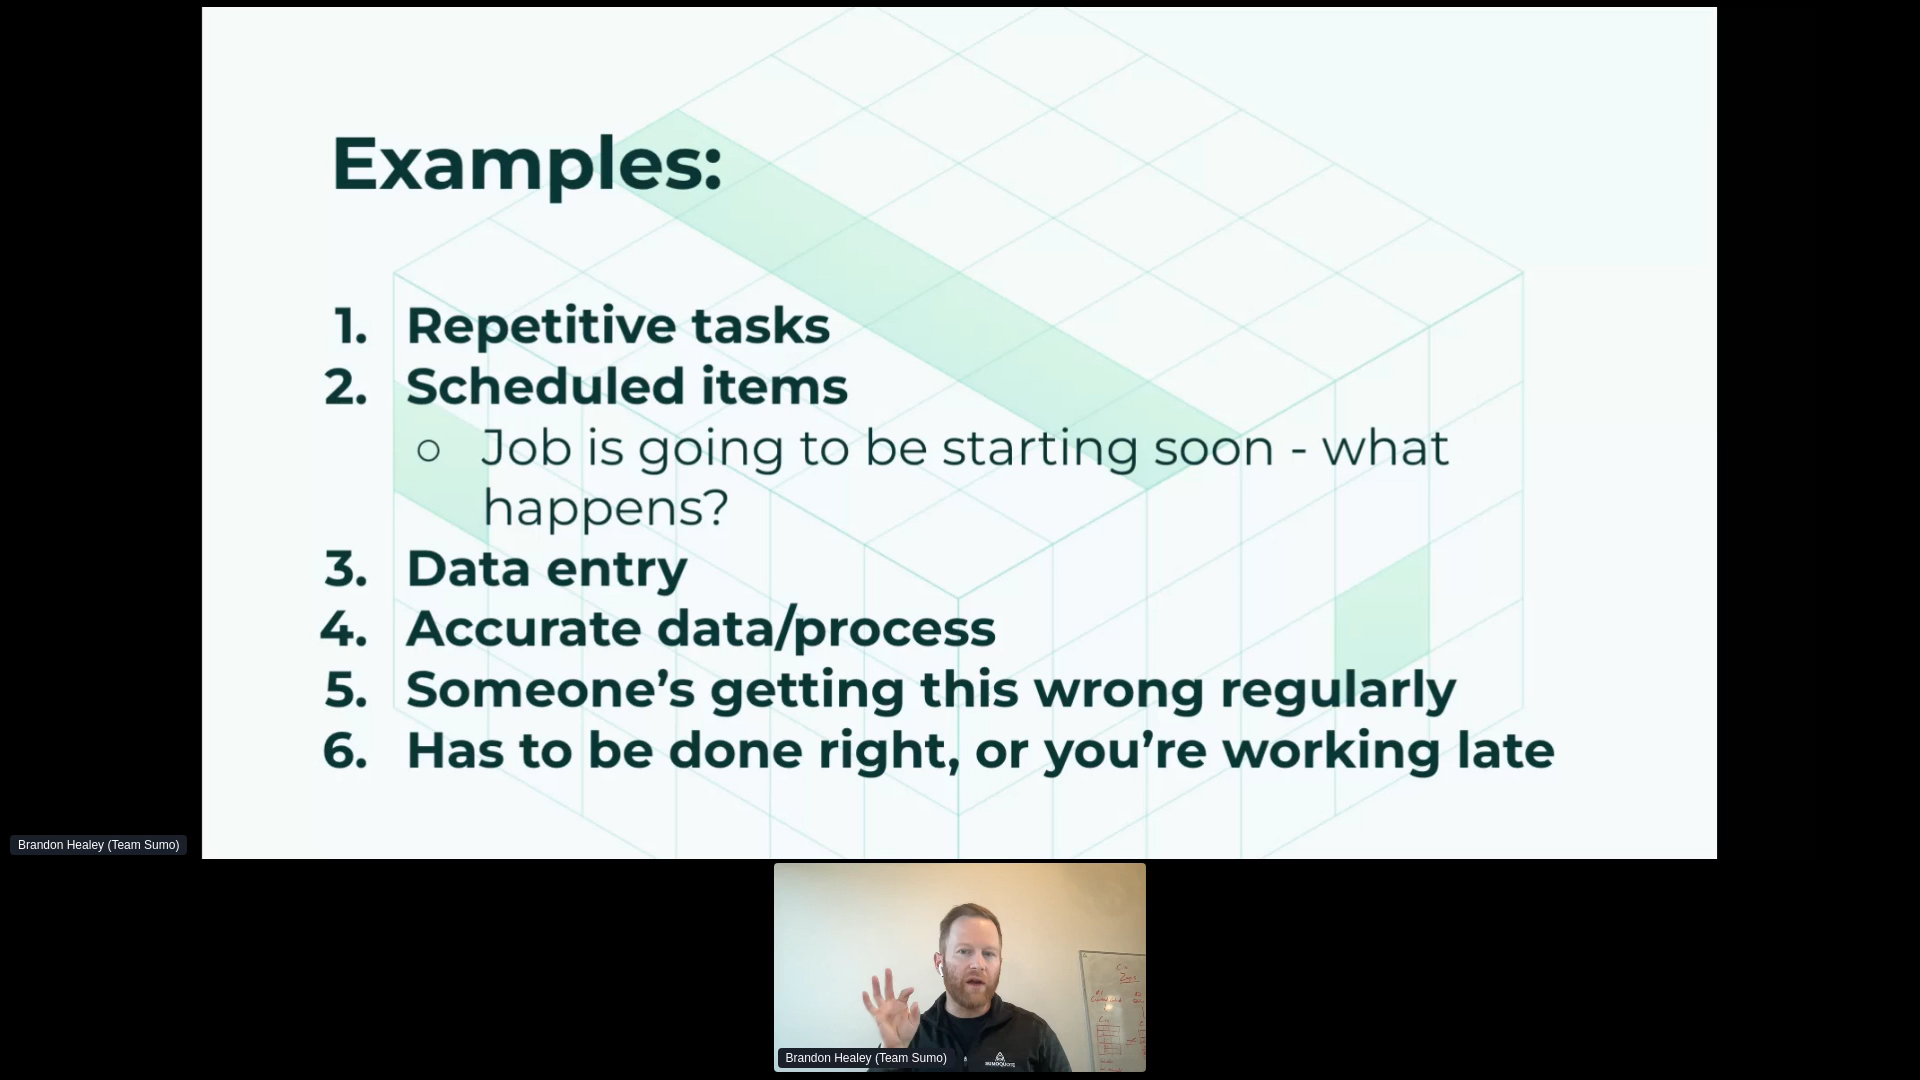 Examples:
1. Repetitive tasks
2. Scheduled items
○ Job is going to be starting soon - what
happens?
3. Data entry
4. Accurate data/process
5. Someone’s getting this wrong regularly
6. Has to be done right, or you’re working late
Brandon Healey (Team Sumo)
SUMOQUOTE
Brandon Healey (Team Sumo)